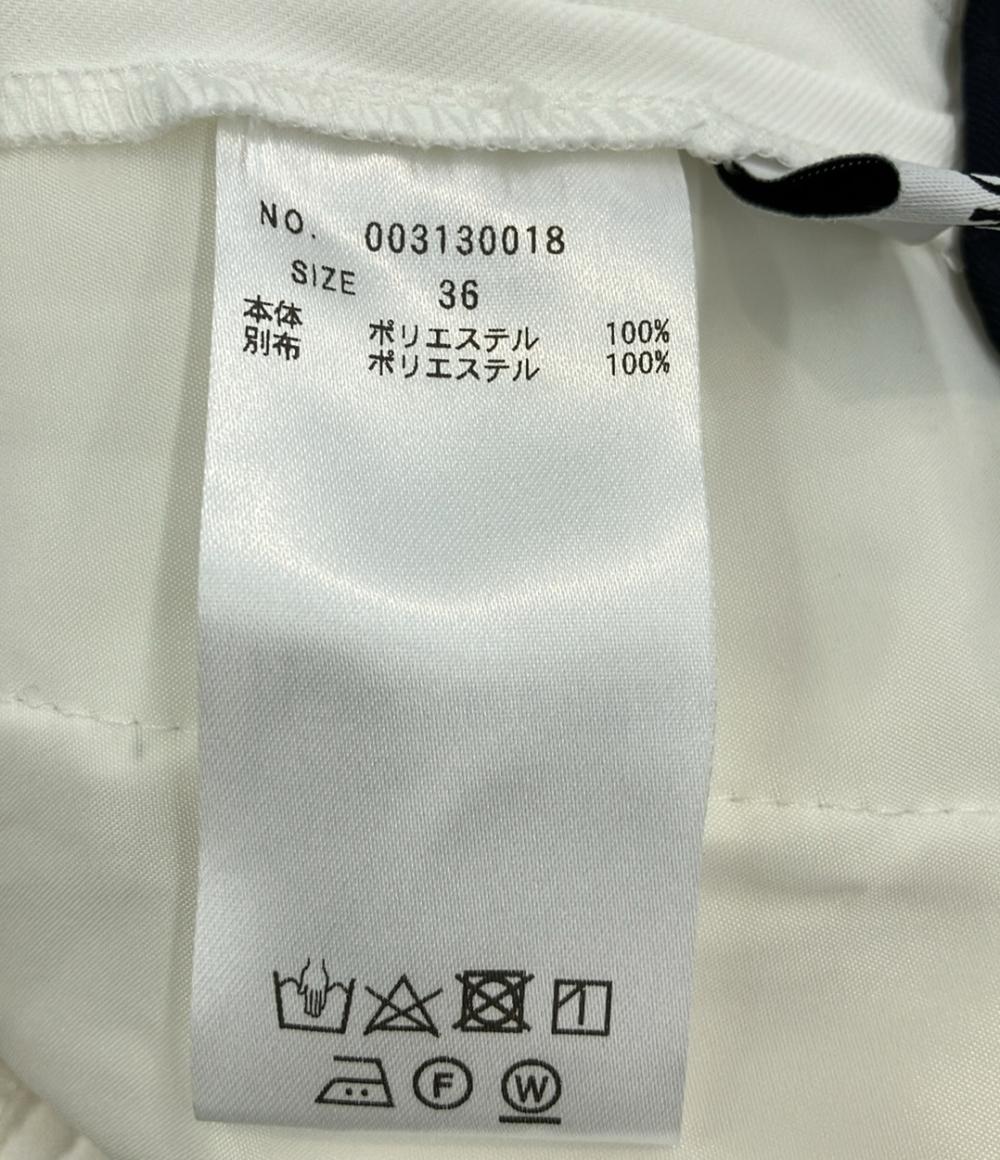 NO. 003130018
SIZE 36
本体 ポリエステル 100%
別布 ポリエステル 100%
F W